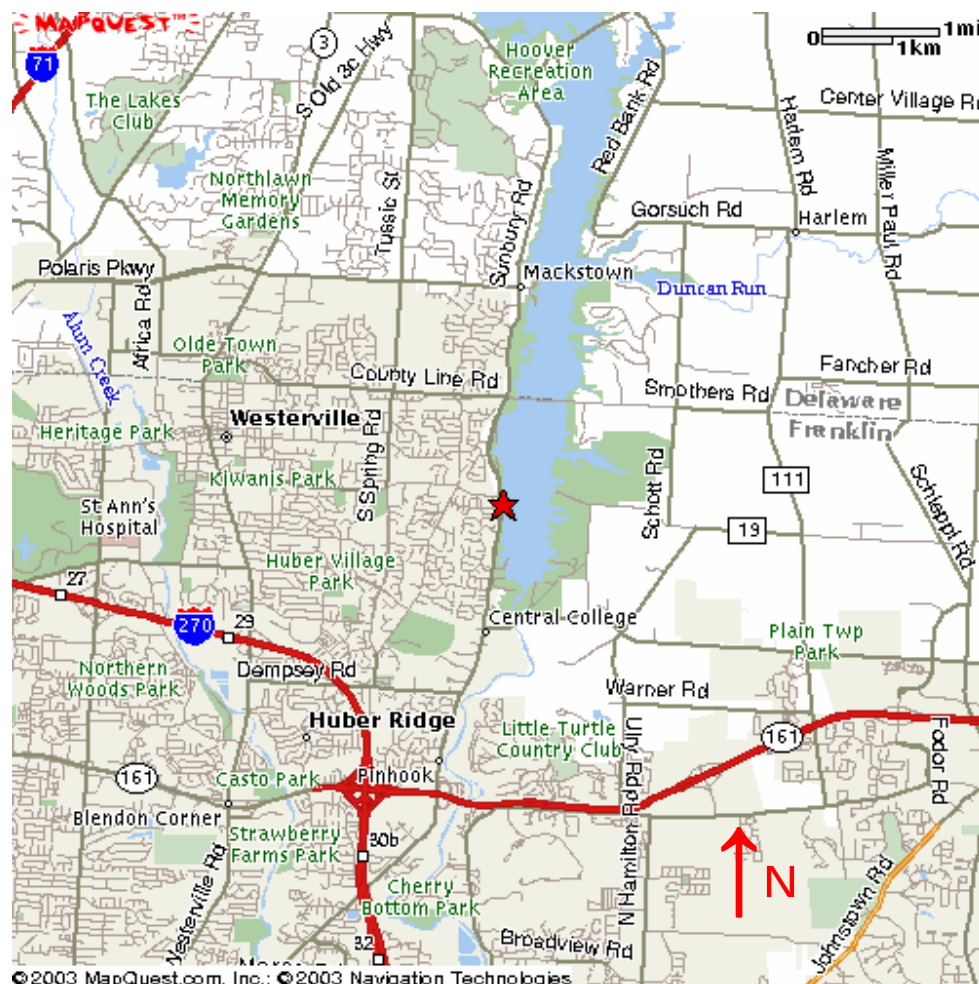 MAPQUEST™
0 1mi
1km
71
3
S Old 3c Hwy
Hoover
Recreation
Area
Red Bank Rd
The Lakes
Club
Center Village Rd
Harlem Rd
Miller Paul Rd
Northlawn
Memory
Gardens
Tussic St
Sunbury Rd
Gorsuch Rd
Harlem
Polaris Pkwy
Mackstown
Duncan Run
Africa Rd
Alum Creek
Olde Town
Park
County Line Rd
Fancher Rd
Smothers Rd
Delaware
Franklin
Westerville
Heritage Park
Kiwanis Park
S Spring Rd
Schott Rd
111
Schleppi Rd
St Ann's
Hospital
19
Huber Village
Park
27
270
29
Central College
Plain Twp
Park
Dempsey Rd
Northern
Woods Park
Warner Rd
Huber Ridge
Little Turtle
Country Club
Ulry Rd
161
Fodor Rd
161
Casto Park
Pinhook
Blendon Corner
N Hamilton Rd
Strawberry
Farms Park
30b
Cherry
Bottom Park
N
Westerville Rd
Johnstown Rd
32
Broadview Rd
©2003 MapQuest.com, Inc.; ©2003 Navigation Technologies